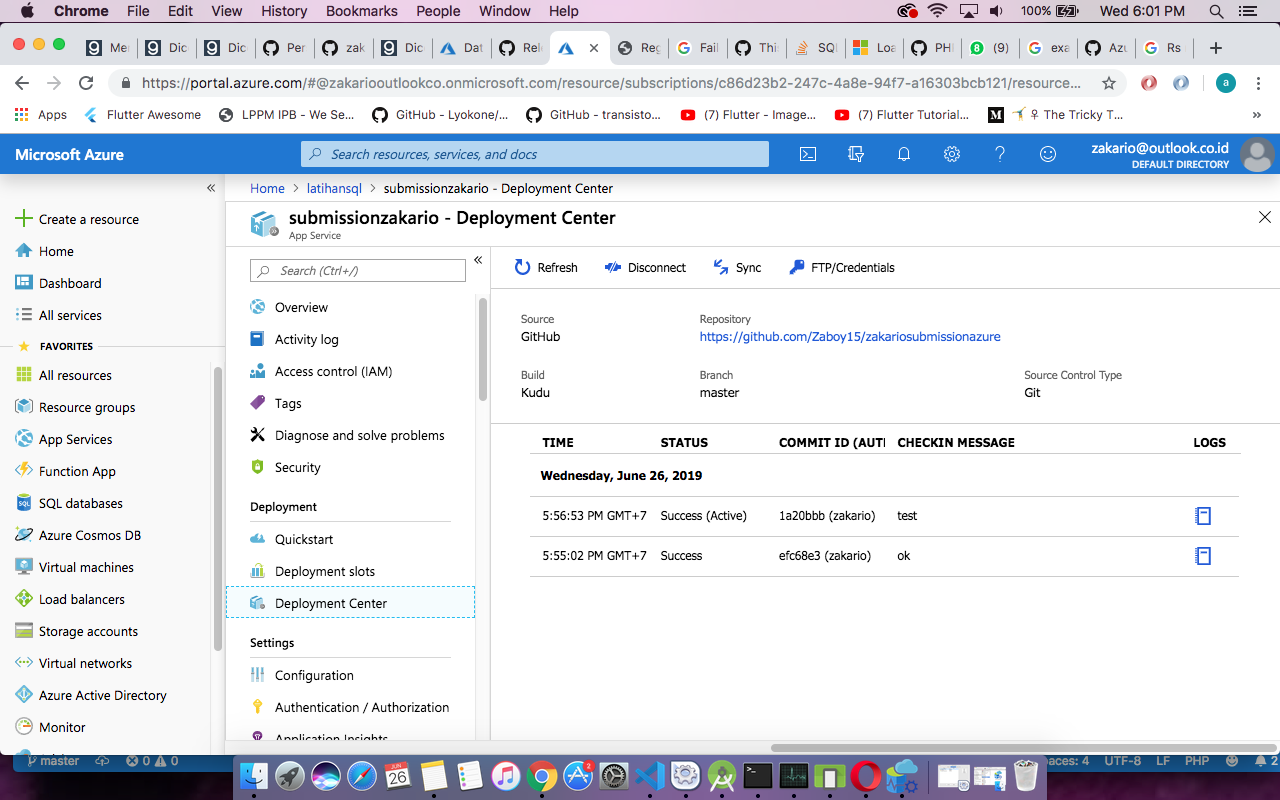 Chrome File Edit View History Bookmarks People Window Help 100% Wed 6:01 PM
Me Dic Dic Per zak Dic Dat Rel Reg Fail Thi SQL Loa PHI (9) exa Azu Rs
https://portal.azure.com/#@zakariooutlookco.onmicrosoft.com/resource/subscriptions/c86d23b2-247c-4a8e-94f7-a16303bcb121/resource... a
Apps Flutter Awesome LPPM IPB - We Se... GitHub - Lyokone/... GitHub - transisto... (7) Flutter - Image... (7) Flutter Tutorial... The Tricky T... »
Microsoft Azure Search resources, services, and docs zakario@outlook.co.id
DEFAULT DIRECTORY
Home > latihansql > submissionzakario - Deployment Center
submissionzakario - Deployment Center
App Service
Create a resource
Home
Dashboard
All services
FAVORITES
All resources
Resource groups
App Services
Function App
SQL databases
Azure Cosmos DB
Virtual machines
Load balancers
Storage accounts
Virtual networks
Azure Active Directory
Monitor
Search (Ctrl+/)
Overview
Activity log
Access control (IAM)
Tags
Diagnose and solve problems
Security
Deployment
Quickstart
Deployment slots
Deployment Center
Settings
Configuration
Authentication / Authorization
Application Insights
Refresh Disconnect Sync FTP/Credentials
Source Repository
GitHub https://github.com/Zaboy15/zakariosubmissionazure
Build Branch Source Control Type
Kudu master Git
TIME STATUS COMMIT ID (AUTI CHECKIN MESSAGE LOGS
Wednesday, June 26, 2019
5:56:53 PM GMT+7 Success (Active) 1a20bbb (zakario) test
5:55:02 PM GMT+7 Success efc68e3 (zakario) ok
master 0 0 paces: 4 UTF-8 LF PHP 2
JUN
26
2